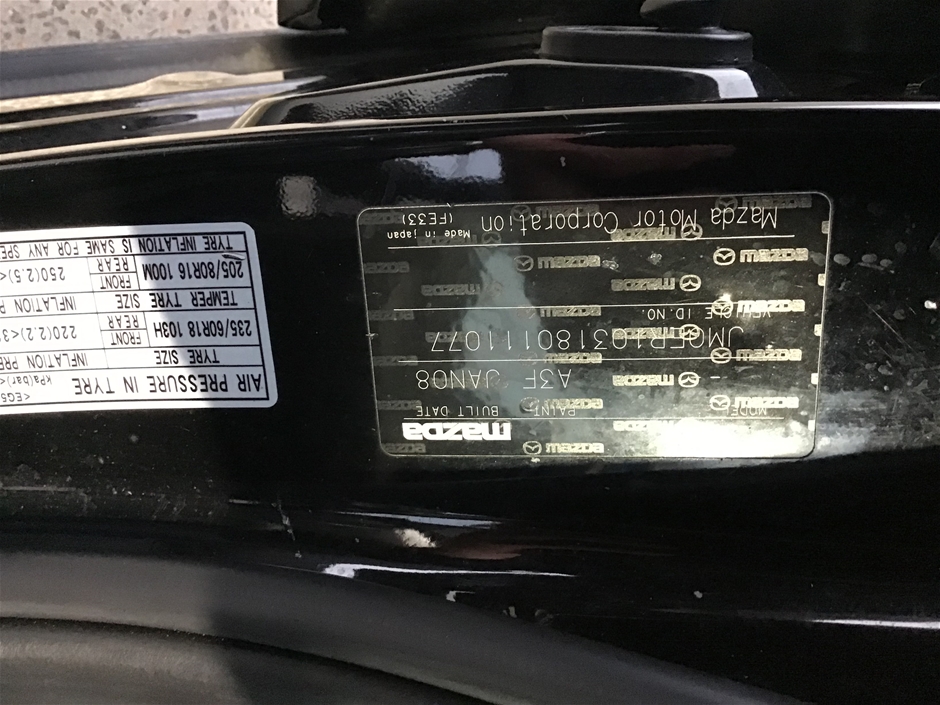 mazda
MODEL PAINT BUILT DATE
- A3F JAN08
JM0ER103180111077
VEHICLE ID.NO.
Mazda Motor Corporation
Made in japan
(FE33)
<EG5
AIR PRESSURE IN TYRE kPa(bar)<
TYRE SIZE INFLATION PRE
235/60R18 103H FRONT REAR 220(2.2)<3
TEMPER TYRE SIZE INFLATION P
205/80R16 100M FRONT REAR 250(2.5)<
TYRE INFLATION IS SAME FOR ANY SPE